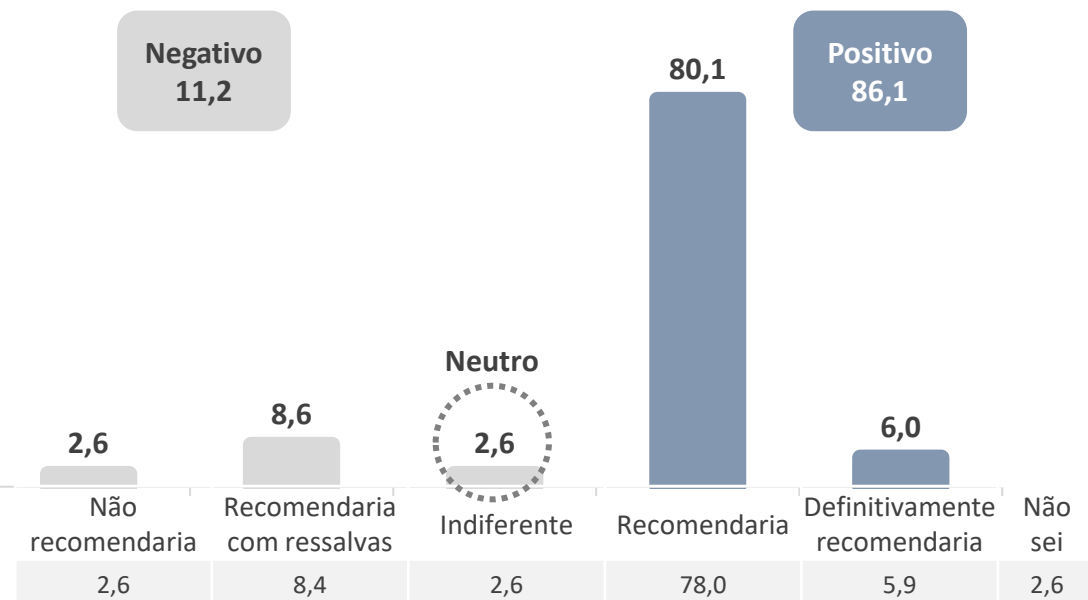 Negativo
11,2
80,1
Positivo
86,1
Neutro
2,6
8,6
2,6
6,0
Não
recomendaria
Recomendaria
com ressalvas
Indiferente
Recomendaria
Definitivamente
recomendaria
Não
sei
2,6
8,4
2,6
78,0
5,9
2,6